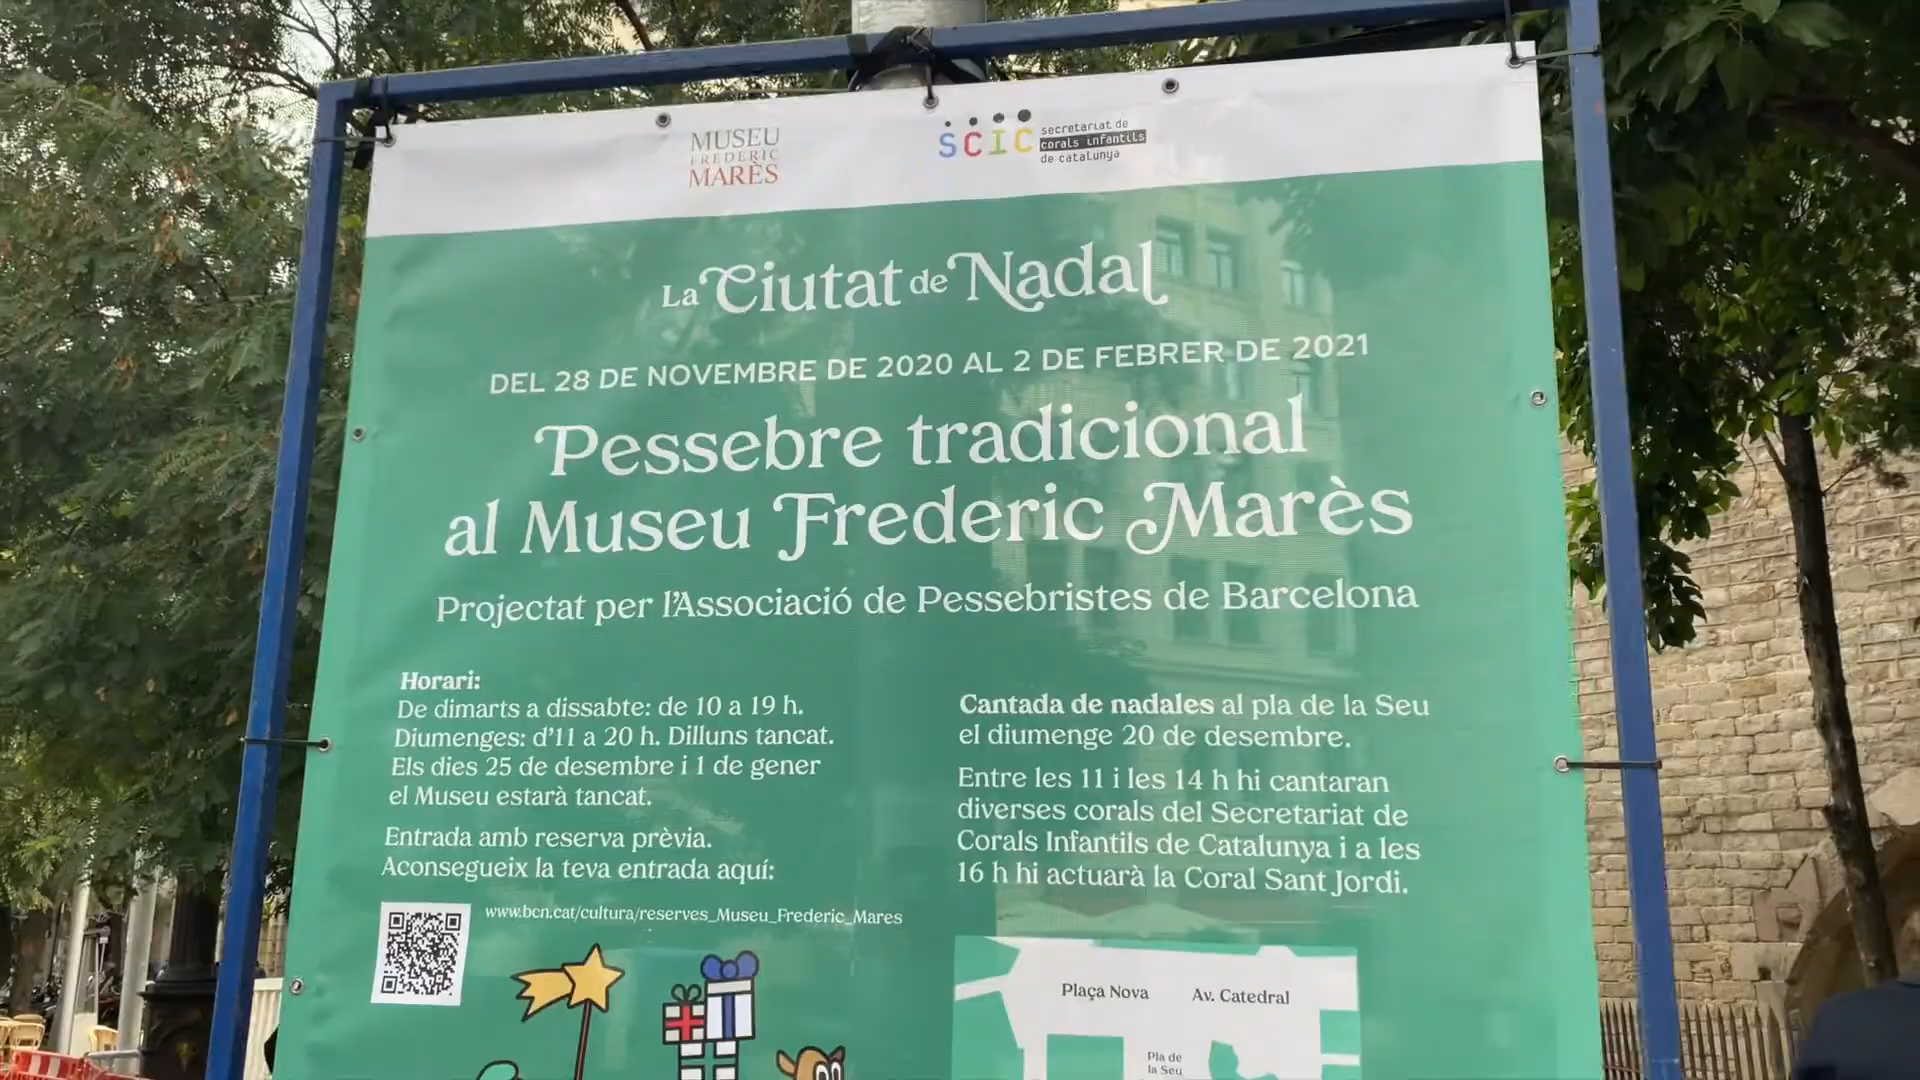 MUSEU
FREDERIC
MARÈS
SCIC
secretariat de
corals infantils
de catalunya
La Ciutat de Nadal
DEL 28 DE NOVEMBRE DE 2020 AL 2 DE FEBRER DE 2021
Pessebre tradicional
al Museu Frederic Marès
Projectat per l'Associació de Pessebristes de Barcelona
Horari:
De dimarts a dissabte: de 10 a 19 h.
Diumenges: d'11 a 20 h. Dilluns tancat.
Els dies 25 de desembre i 1 de gener
el Museu estarà tancat.
Entrada amb reserva prèvia.
Aconsegueix la teva entrada aquí:
www.bcn.cat/cultura/reserves_Museu_Frederic_Mares
Cantada de nadales al pla de la Seu
el diumenge 20 de desembre.
Entre les 11 i les 14 h hi cantaran
diverses corals del Secretariat de
Corals Infantils de Catalunya i a les
16 h hi actuarà la Coral Sant Jordi.
Plaça Nova
Av. Catedral
Pla de
la Seu